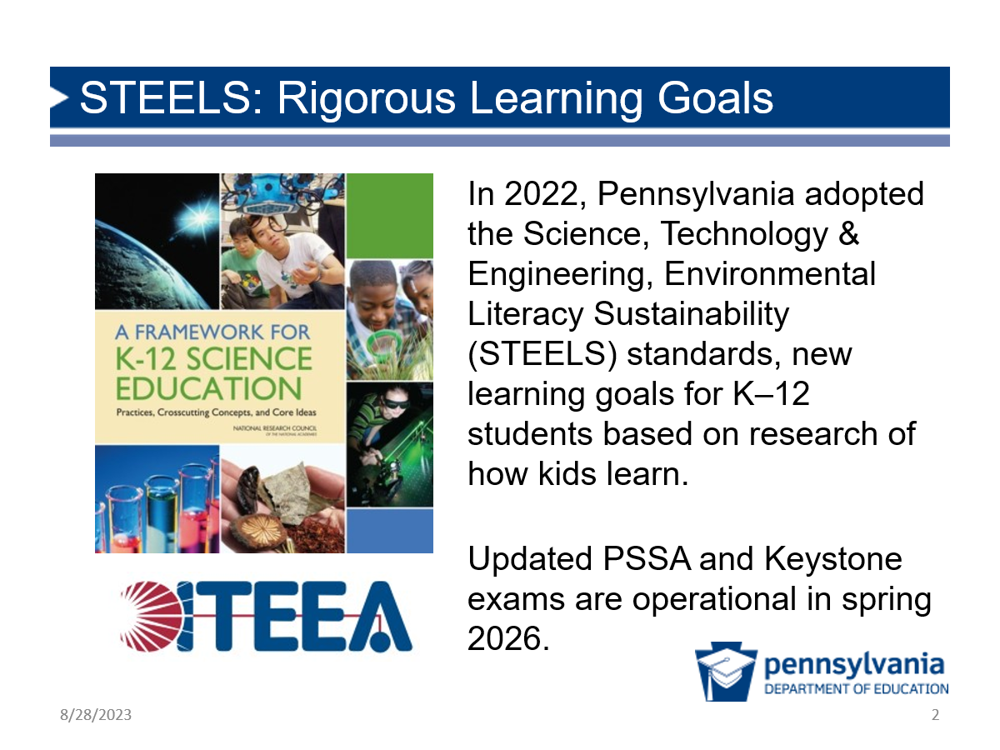 STEELS: Rigorous Learning Goals
A FRAMEWORK FOR
K-12 SCIENCE
EDUCATION
Practices, Crosscutting Concepts, and Core Ideas
NATIONAL RESEARCH COUNCIL
OF THE NATIONAL ACADEMIES
ITEEA
In 2022, Pennsylvania adopted
the Science, Technology &
Engineering, Environmental
Literacy Sustainability
(STEELS) standards, new
learning goals for K–12
students based on research of
how kids learn.
Updated PSSA and Keystone
exams are operational in spring
2026.
pennsylvania
DEPARTMENT OF EDUCATION
8/28/2023
2